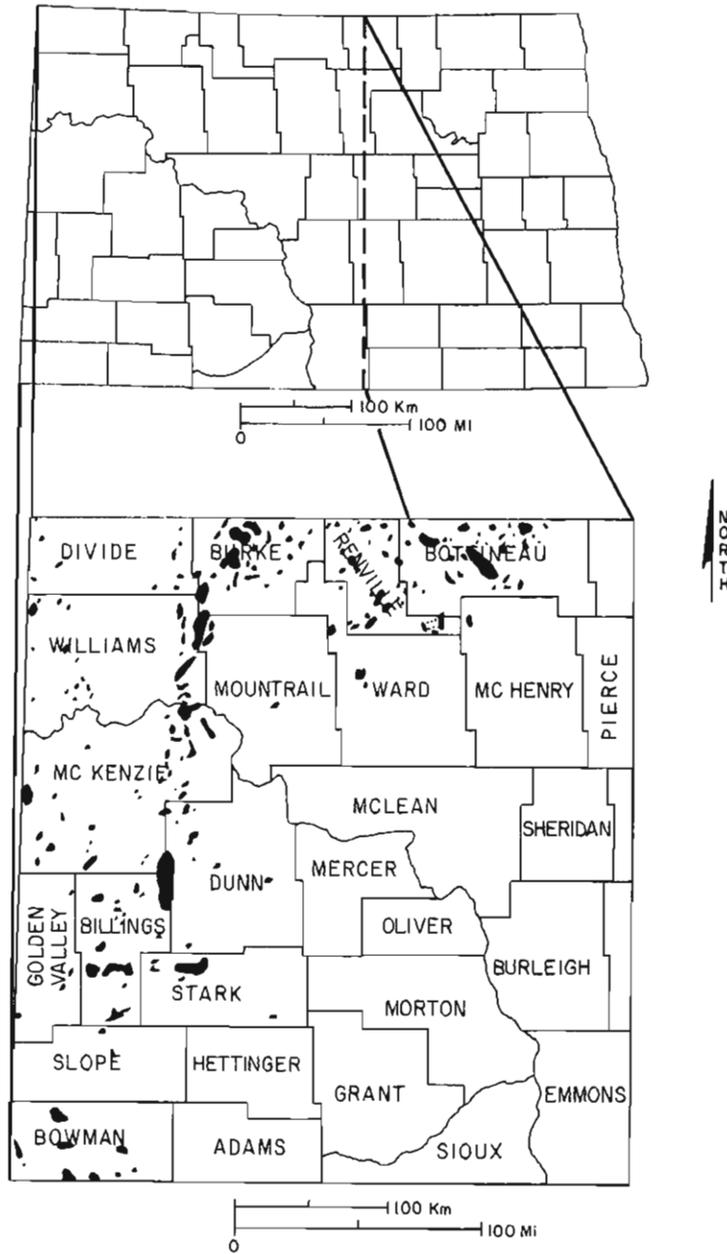 100 Km
100 MI
0
NORTH
DIVIDE
BURKE
RENVILLE
BOTTINEAU
WILLIAMS
MOUNTRAIL
WARD
MC HENRY
PIERCE
MC KENZIE
MCLEAN
SHERIDAN
DUNN
MERCER
OLIVER
GOLDEN
VALLEY
BILLINGS
BURLEIGH
STARK
MORTON
SLOPE
HETTINGER
GRANT
EMMONS
BOWMAN
ADAMS
SIOUX
100 Km
100 Mi
0